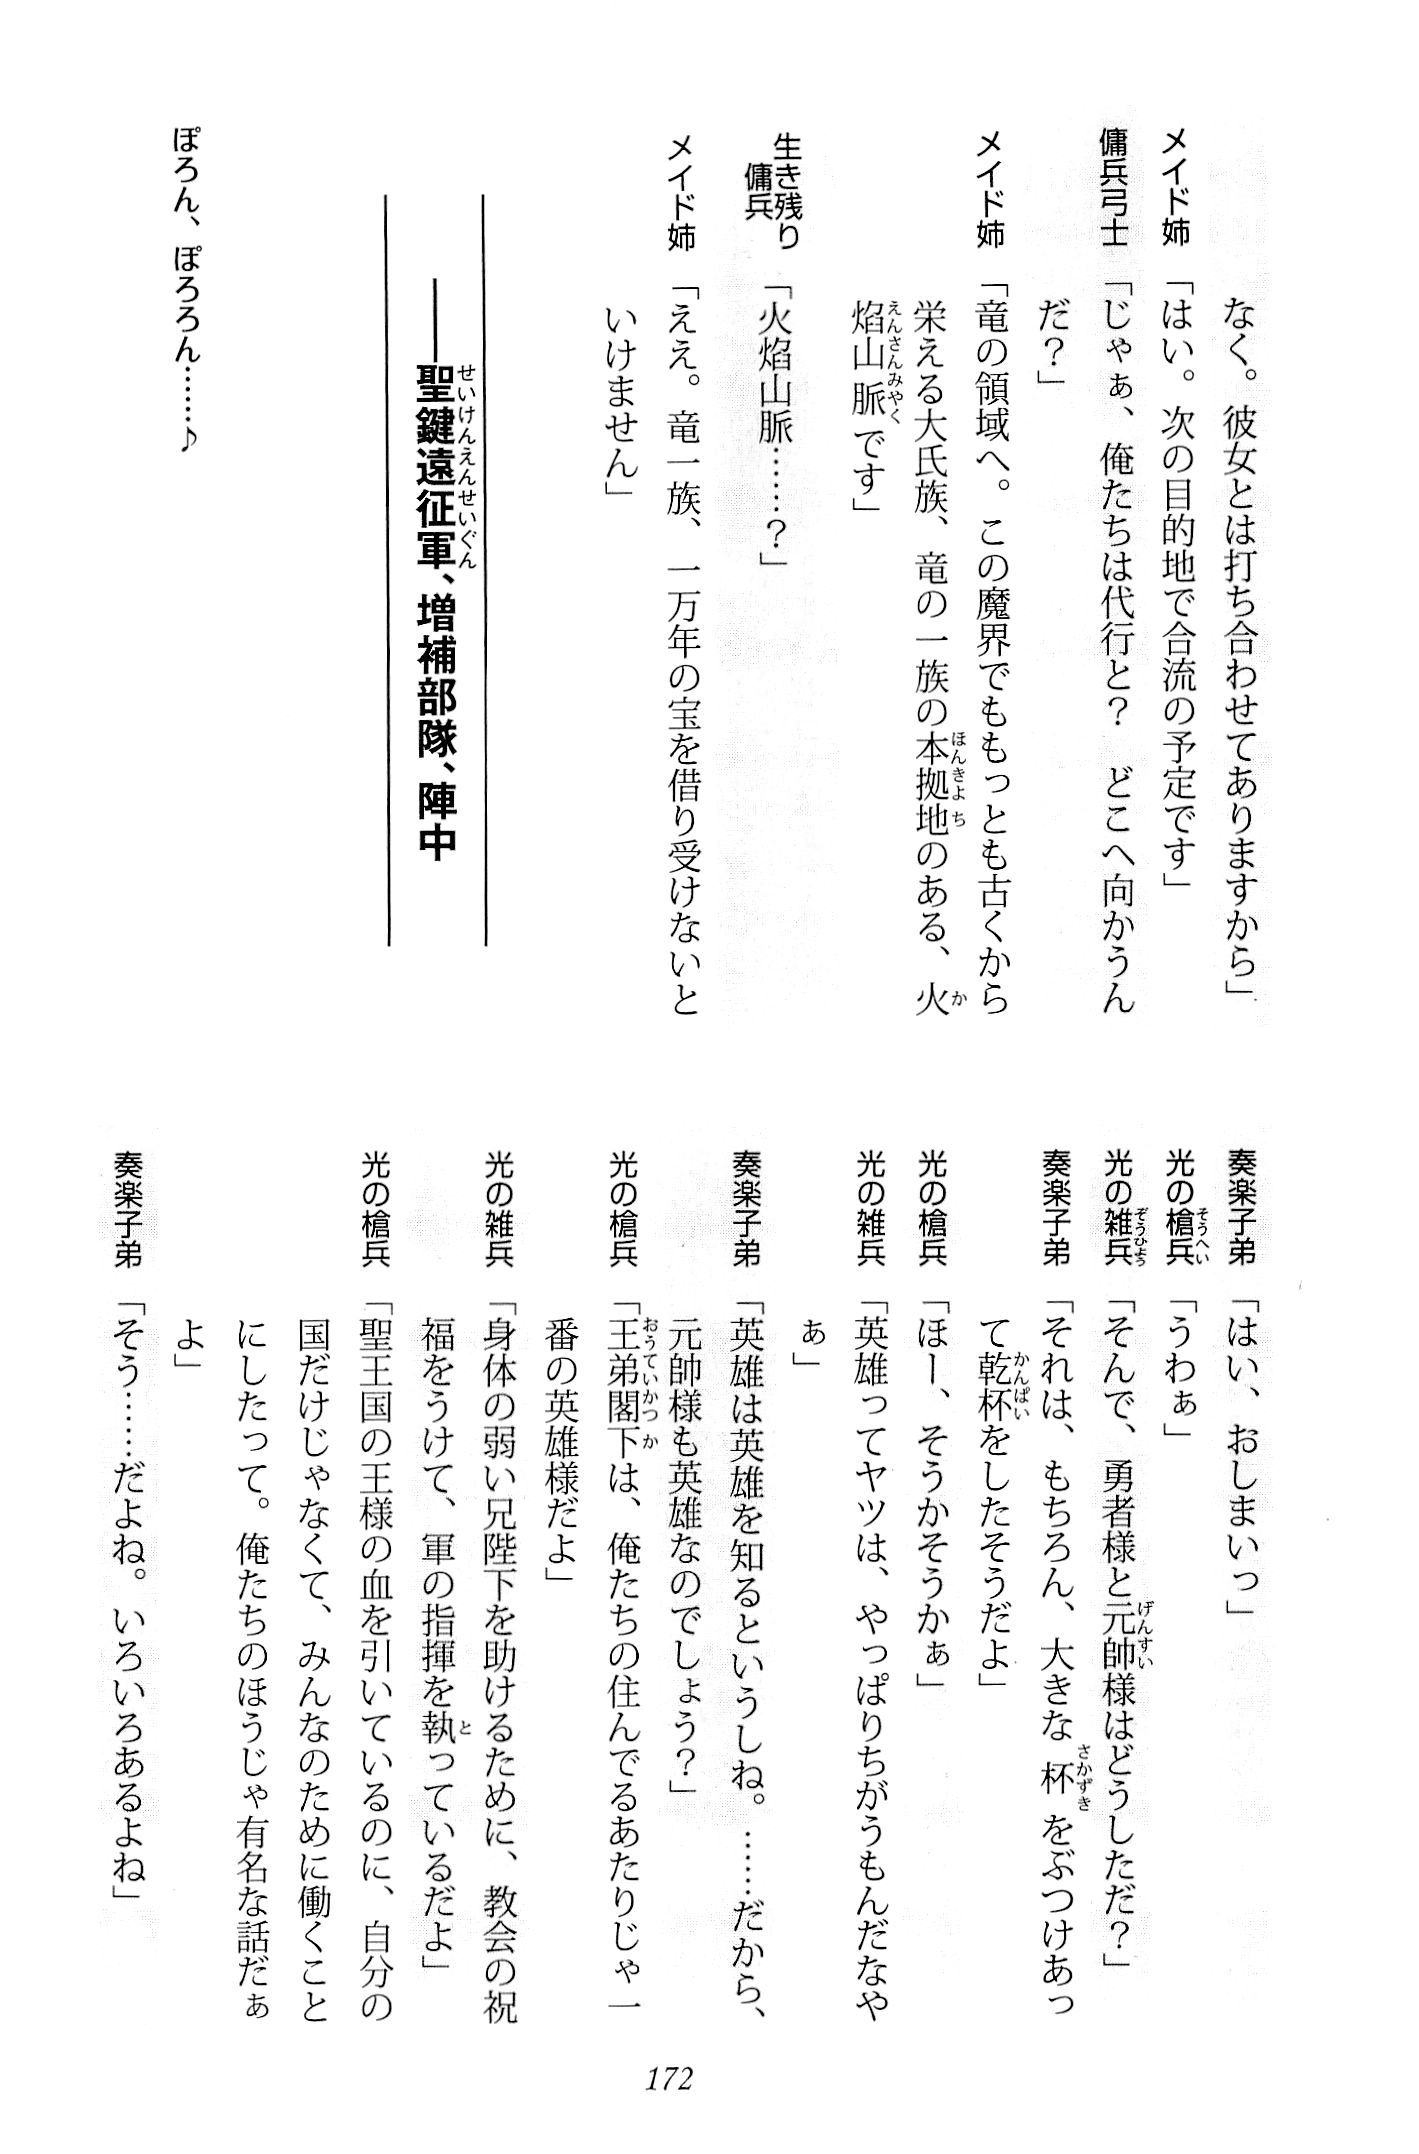 なく。彼女とは打ち合わせてありますから」
メイド姉「はい。次の目的地で合流の予定です」
傭兵弓士「じゃぁ、俺たちは代行と？　どこへ向かうん
だ？」
メイド姉「竜の領域へ。この魔界でももっとも古くから
栄える大氏族、竜の一族の本拠地のある、火
焰山脈です」
生き残り傭兵「火焰山脈……？」
メイド姉「ええ。竜一族、一万年の宝を借り受けないと
いけません」
――聖鍵遠征軍、増補部隊、陣中
ぽろん、ぽろろん……♪
奏楽子弟「はい、おしまいっ」
光の槍兵「うわぁ」
光の雑兵「そんで、勇者様と元帥様はどうしただ？」
奏楽子弟「それは、もちろん、大きな杯をぶつけあっ
て乾杯をしたそうだよ」
光の槍兵「ほー、そうかそうかぁ」
光の雑兵「英雄ってヤツは、やっぱりちがうもんだなや
ぁ」
奏楽子弟「英雄は英雄を知るというしね。……だから、
元帥様も英雄なのでしょう？」
光の槍兵「王弟閣下は、俺たちの住んでるあたりじゃ一
番の英雄様だよ」
光の雑兵「身体の弱い兄陛下を助けるために、教会の祝
福をうけて、軍の指揮を執っているだよ」
光の槍兵「聖王国の王様の血を引いているのに、自分の
国だけじゃなくて、みんなのために働くこと
にしたって。俺たちのほうじゃ有名な話だぁ
よ」
奏楽子弟「そう……だよね。いろいろあるよね」
172